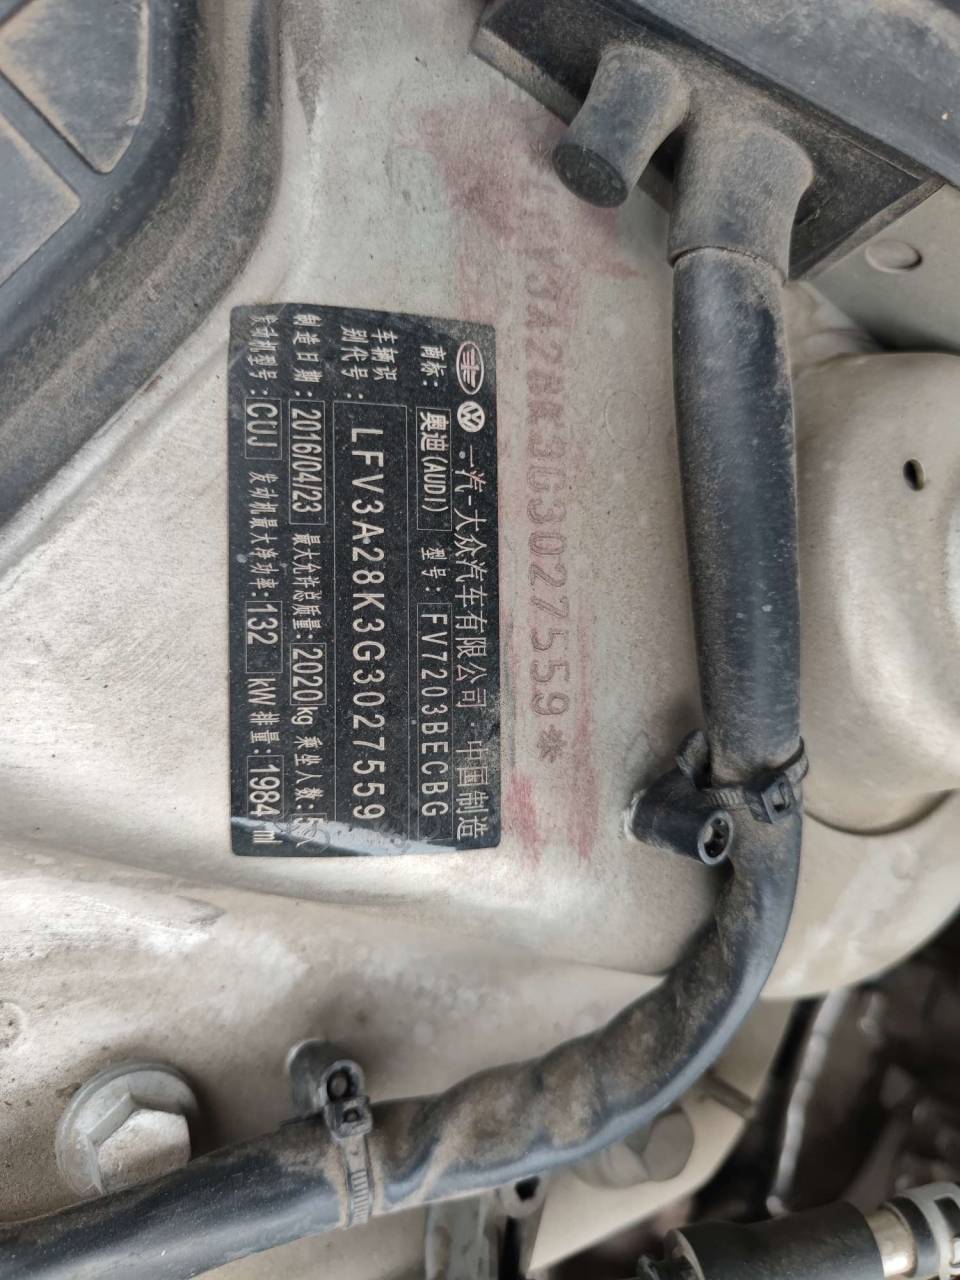 一汽-大众汽车有限公司·中国制造
商标：奥迪(AUDI) 型号：FV7203BECBG
车辆识别代号：LFV3A28K3G3027559
制造日期：2016/04/23 最大允许总质量：2020kg 乘坐人数：5人
发动机型号：CUJ 发动机最大净功率：132 kW 排量：1984 ml
V3A28K3G3027559*